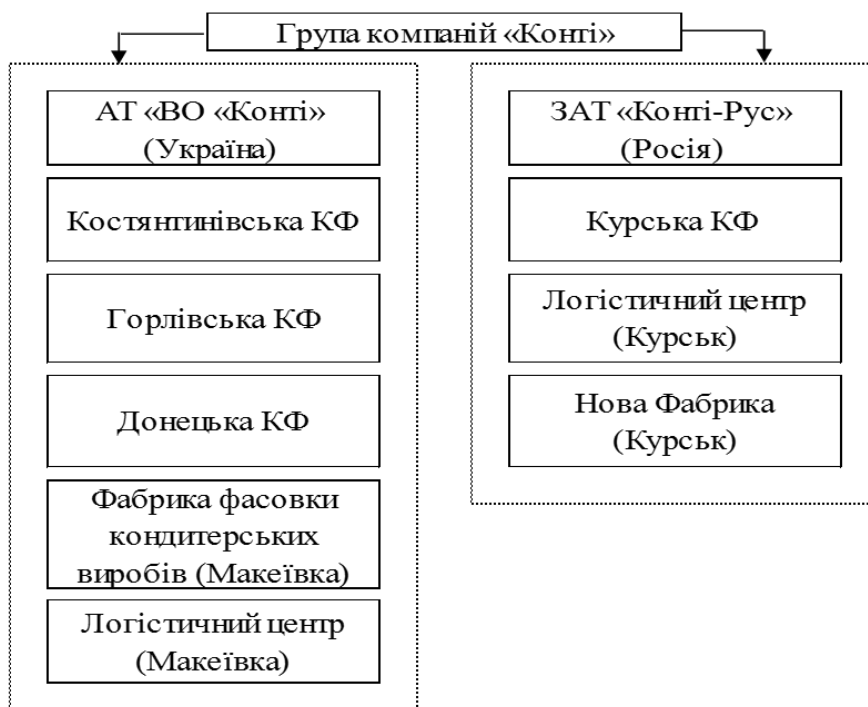 Група компаній «Конті»
АТ «ВО «Конті»
(Україна)
Костянтинівська КФ
Горлівська КФ
Донецька КФ
Фабрика фасовки
кондитерських
виробів (Макеївка)
Логістичний центр
(Макеївка)
ЗАТ «Конті-Рус»
(Росія)
Курська КФ
Логістичний центр
(Курськ)
Нова Фабрика
(Курськ)